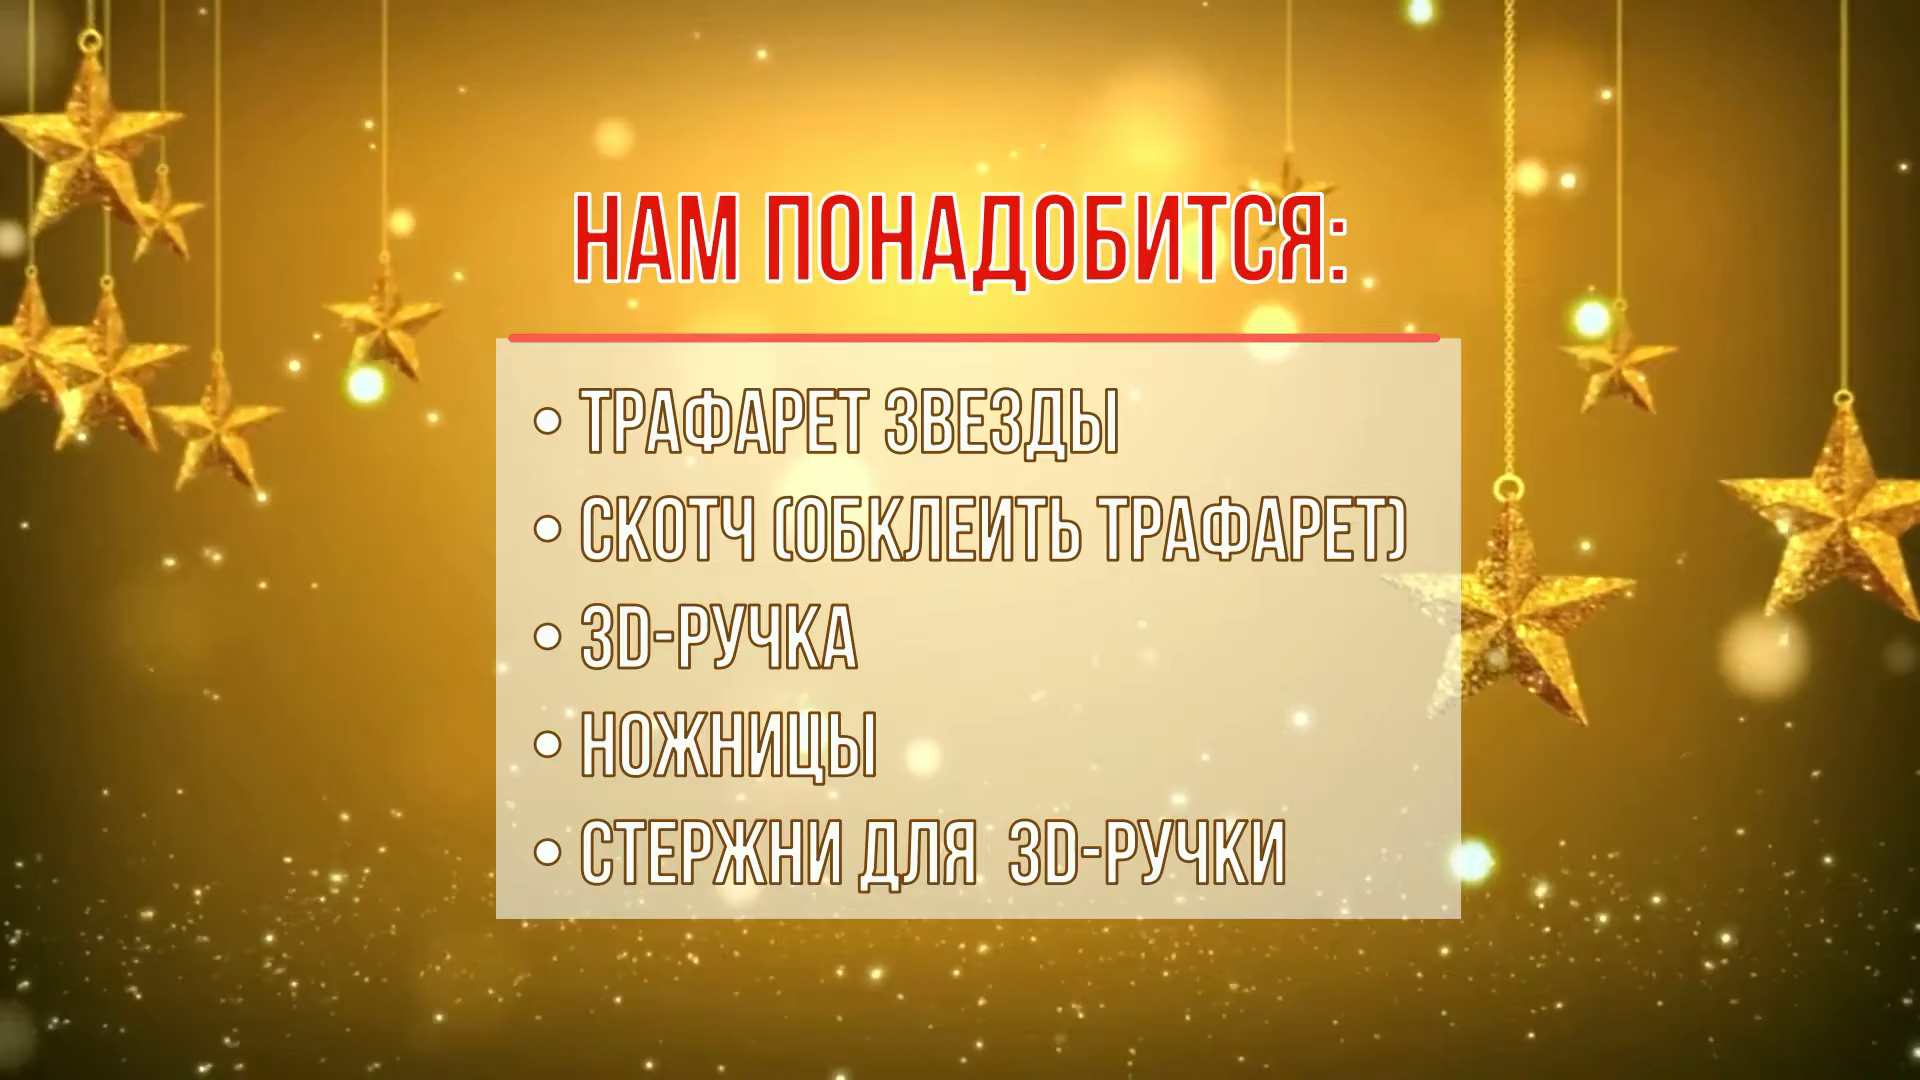 НАМ ПОНАДОБИТСЯ:
• ТРАФАРЕТ ЗВЕЗДЫ
• СКОТЧ (ОБКЛЕИТЬ ТРАФАРЕТ)
• 3D-РУЧКА
• НОЖНИЦЫ
• СТЕРЖНИ ДЛЯ 3D-РУЧКИ